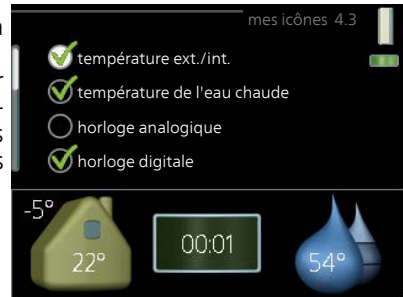 mes icônes 4.3
température ext./int.
température de l'eau chaude
horloge analogique
horloge digitale
-5°
22°
00:01
54°